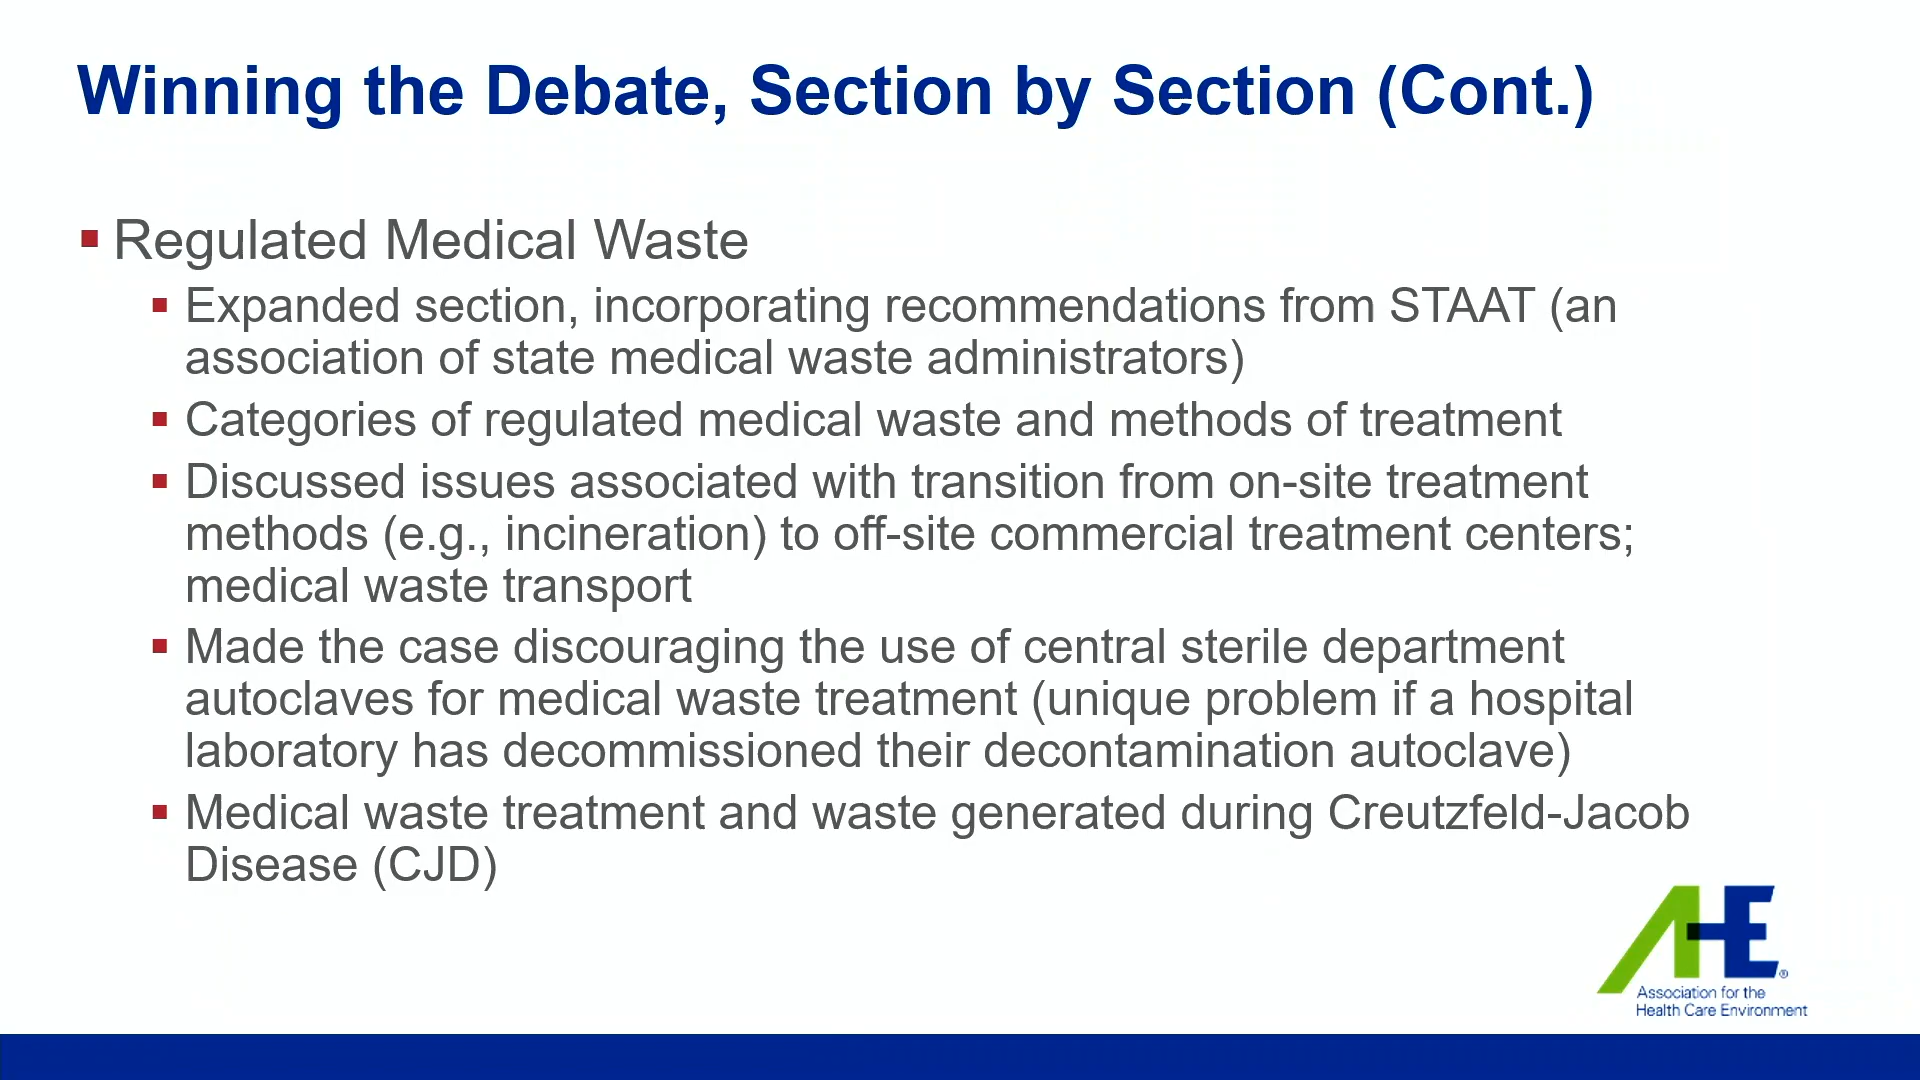 Winning the Debate, Section by Section (Cont.)
Regulated Medical Waste
Expanded section, incorporating recommendations from STAAT (an
association of state medical waste administrators)
Categories of regulated medical waste and methods of treatment
Discussed issues associated with transition from on-site treatment
methods (e.g., incineration) to off-site commercial treatment centers;
medical waste transport
Made the case discouraging the use of central sterile department
autoclaves for medical waste treatment (unique problem if a hospital
laboratory has decommissioned their decontamination autoclave)
Medical waste treatment and waste generated during Creutzfeld-Jacob
Disease (CJD)
AHE®
Association for the
Health Care Environment